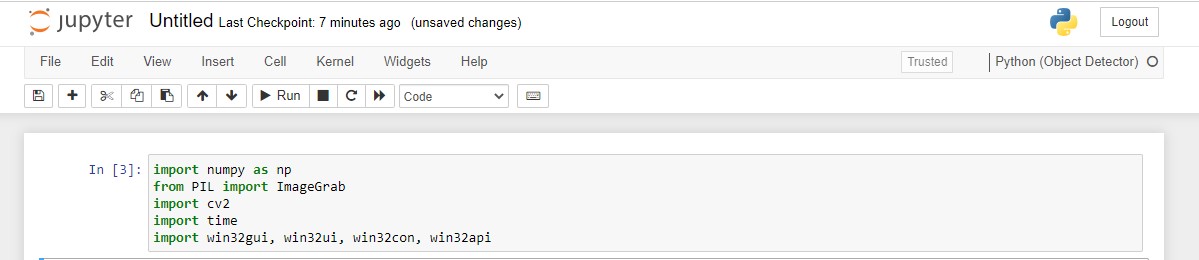 jupyter Untitled Last Checkpoint: 7 minutes ago (unsaved changes) Logout
File Edit View Insert Cell Kernel Widgets Help Trusted Python (Object Detector)
Run Code
In [3]: import numpy as np
from PIL import ImageGrab
import cv2
import time
import win32gui, win32ui, win32con, win32api